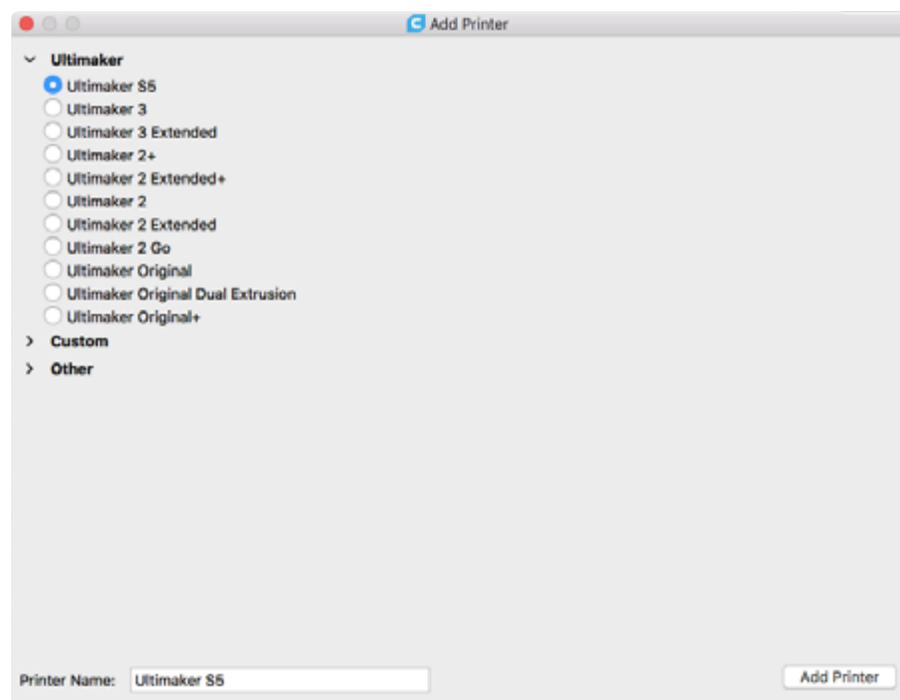 Add Printer
Ultimaker
Ultimaker S5
Ultimaker 3
Ultimaker 3 Extended
Ultimaker 2+
Ultimaker 2 Extended+
Ultimaker 2
Ultimaker 2 Extended
Ultimaker 2 Go
Ultimaker Original
Ultimaker Original Dual Extrusion
Ultimaker Original+
Custom
Other
Printer Name: Ultimaker S5 Add Printer